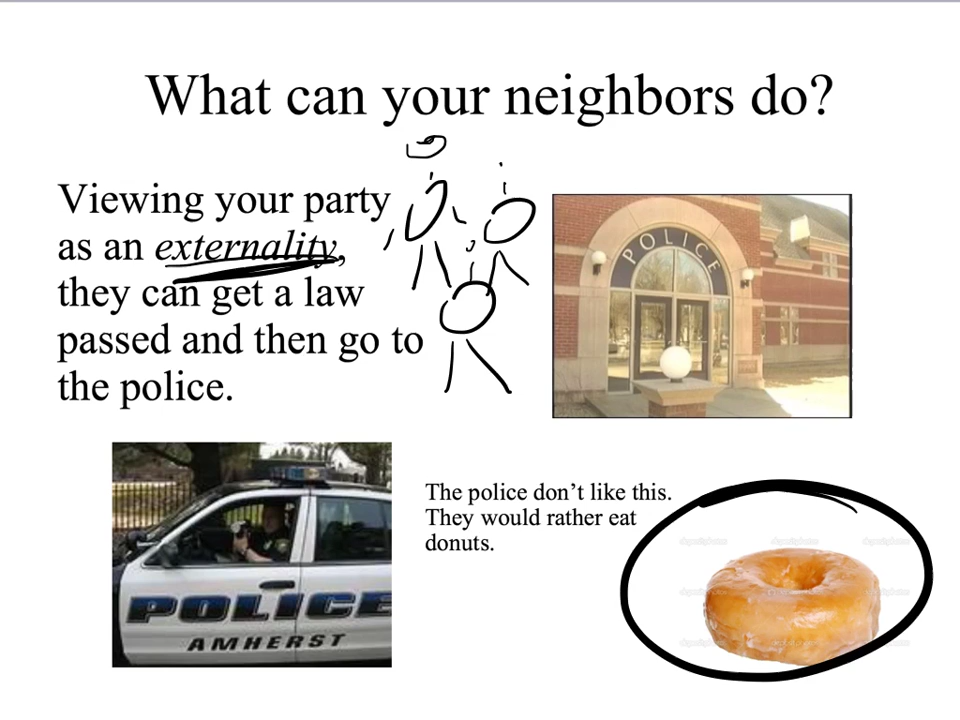 What can your neighbors do?
Viewing your party
as an externality,
they can get a law
passed and then go to
the police.
POLICE
POLICE
AMHERST
The police don’t like this.
They would rather eat
donuts.